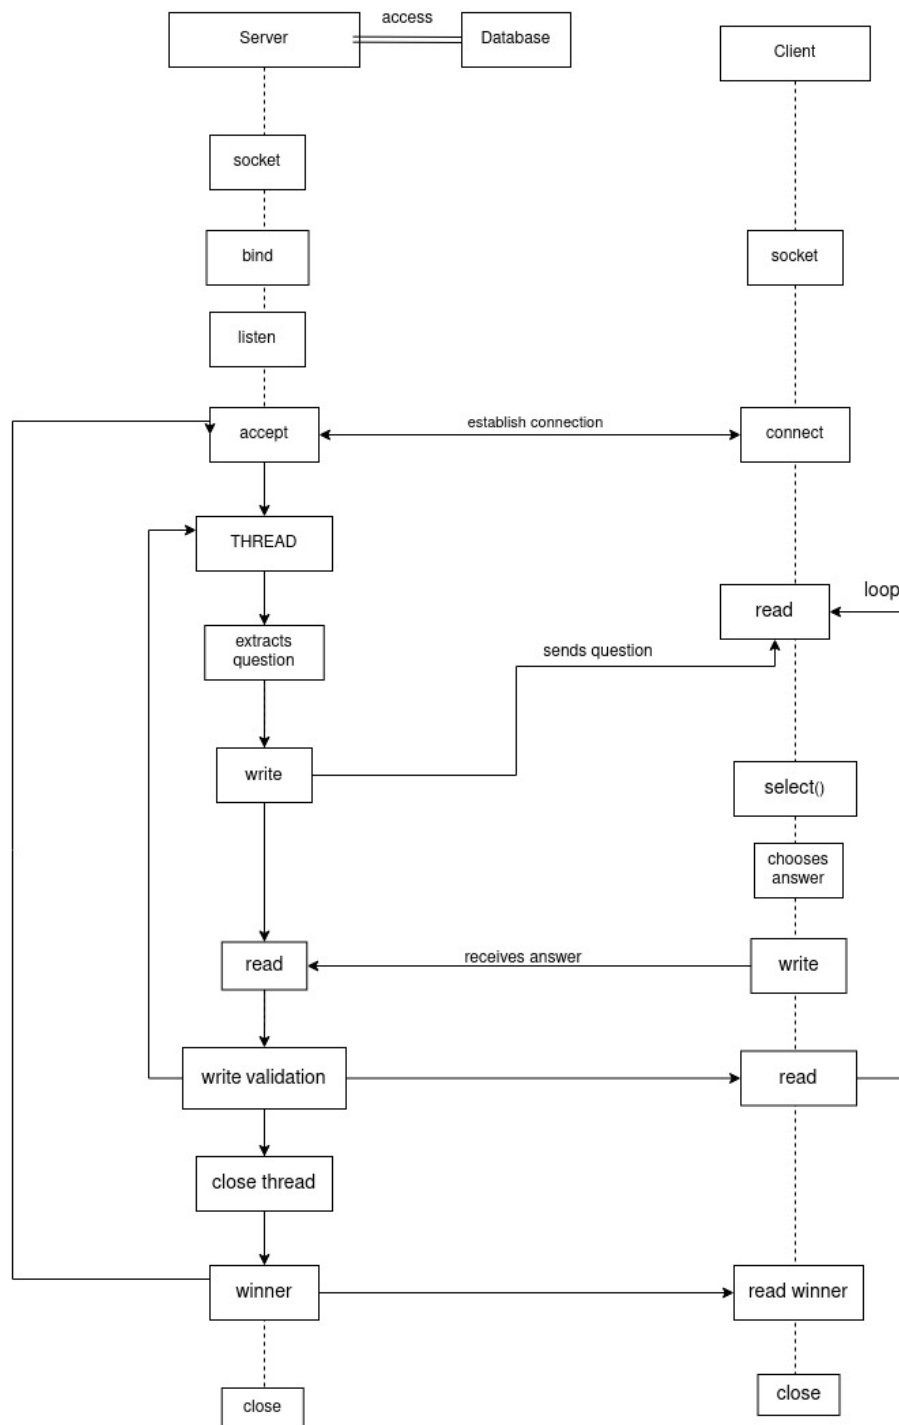 access
Server
Database
Client
socket
bind
socket
listen
accept
establish connection
connect
THREAD
read
loop
extracts
question
sends question
write
select()
chooses
answer
read
receives answer
write
write validation
read
close thread
winner
read winner
close
close